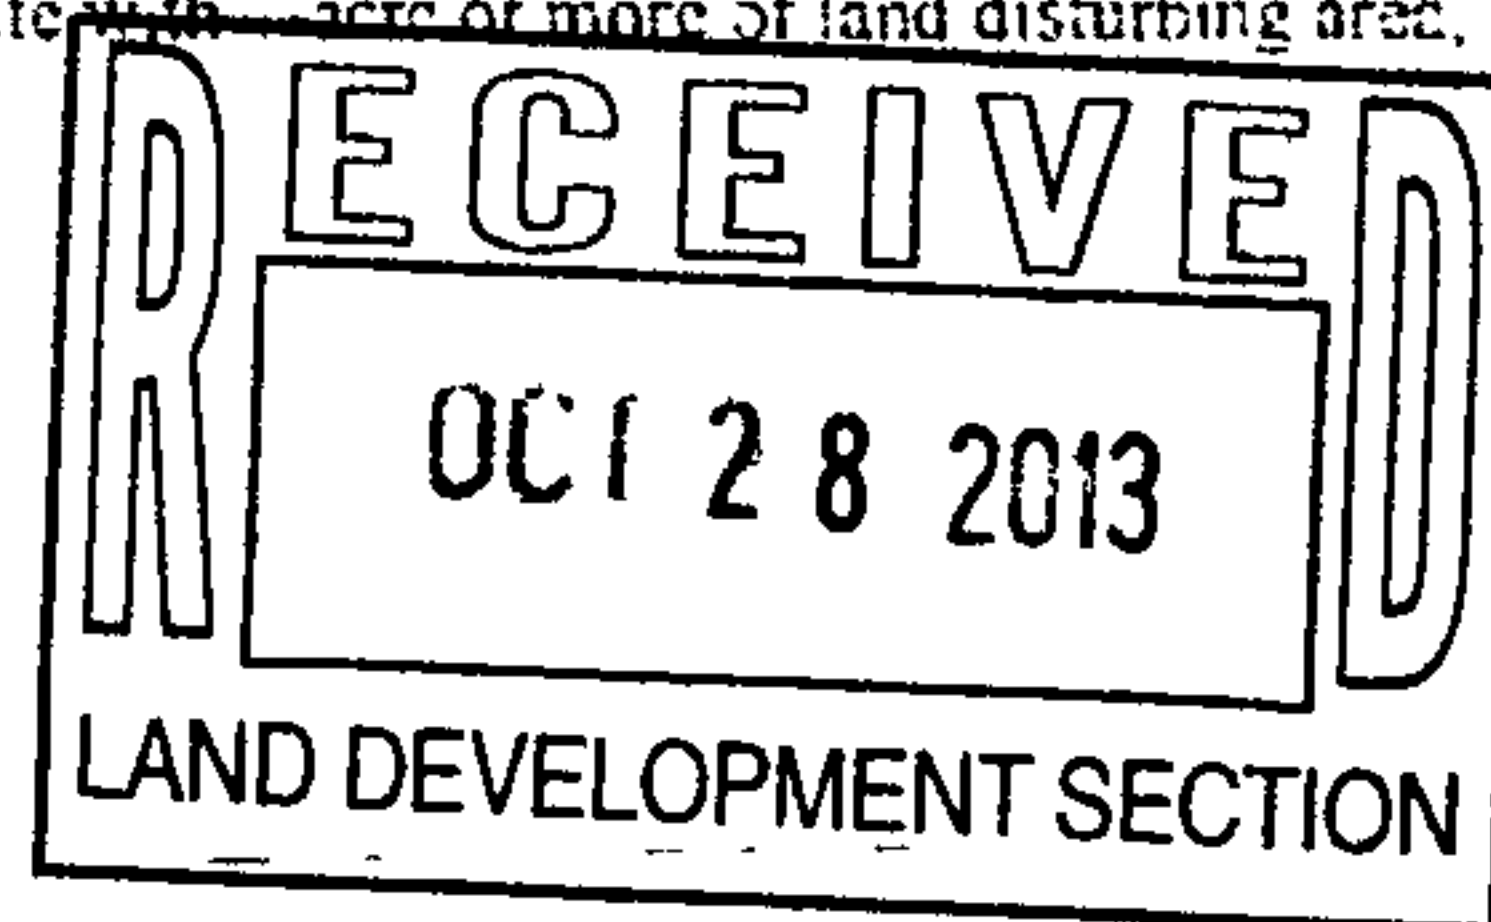 acre or more of land disturbing area.
RECEIVED
OCT 28 2013
LAND DEVELOPMENT SECTION